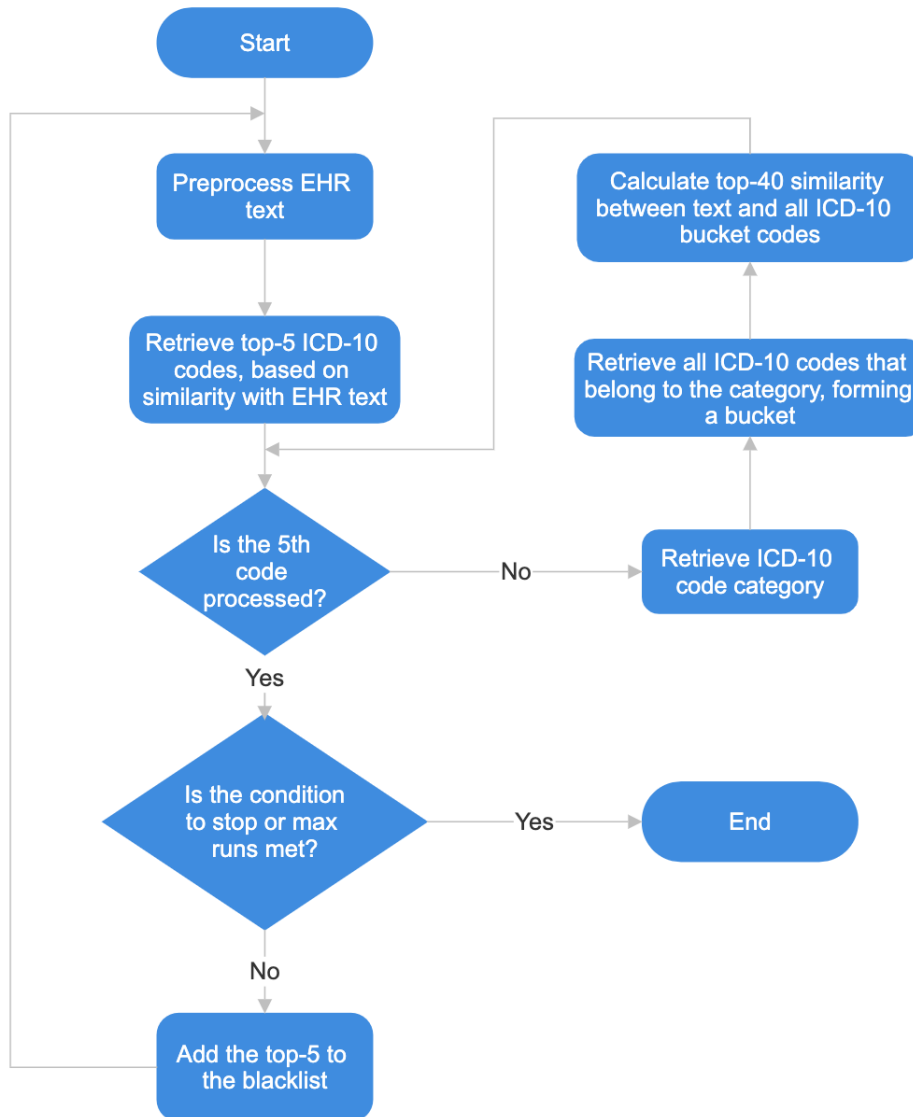 Start
Preprocess EHR
text
Retrieve top-5 ICD-10
codes, based on
similarity with EHR text
Is the 5th
code
processed?
No
Retrieve ICD-10
code category
Retrieve all ICD-10 codes that
belong to the category, forming
a bucket
Calculate top-40 similarity
between text and all ICD-10
bucket codes
Yes
Is the condition
to stop or max
runs met?
Yes
End
No
Add the top-5 to
the blacklist